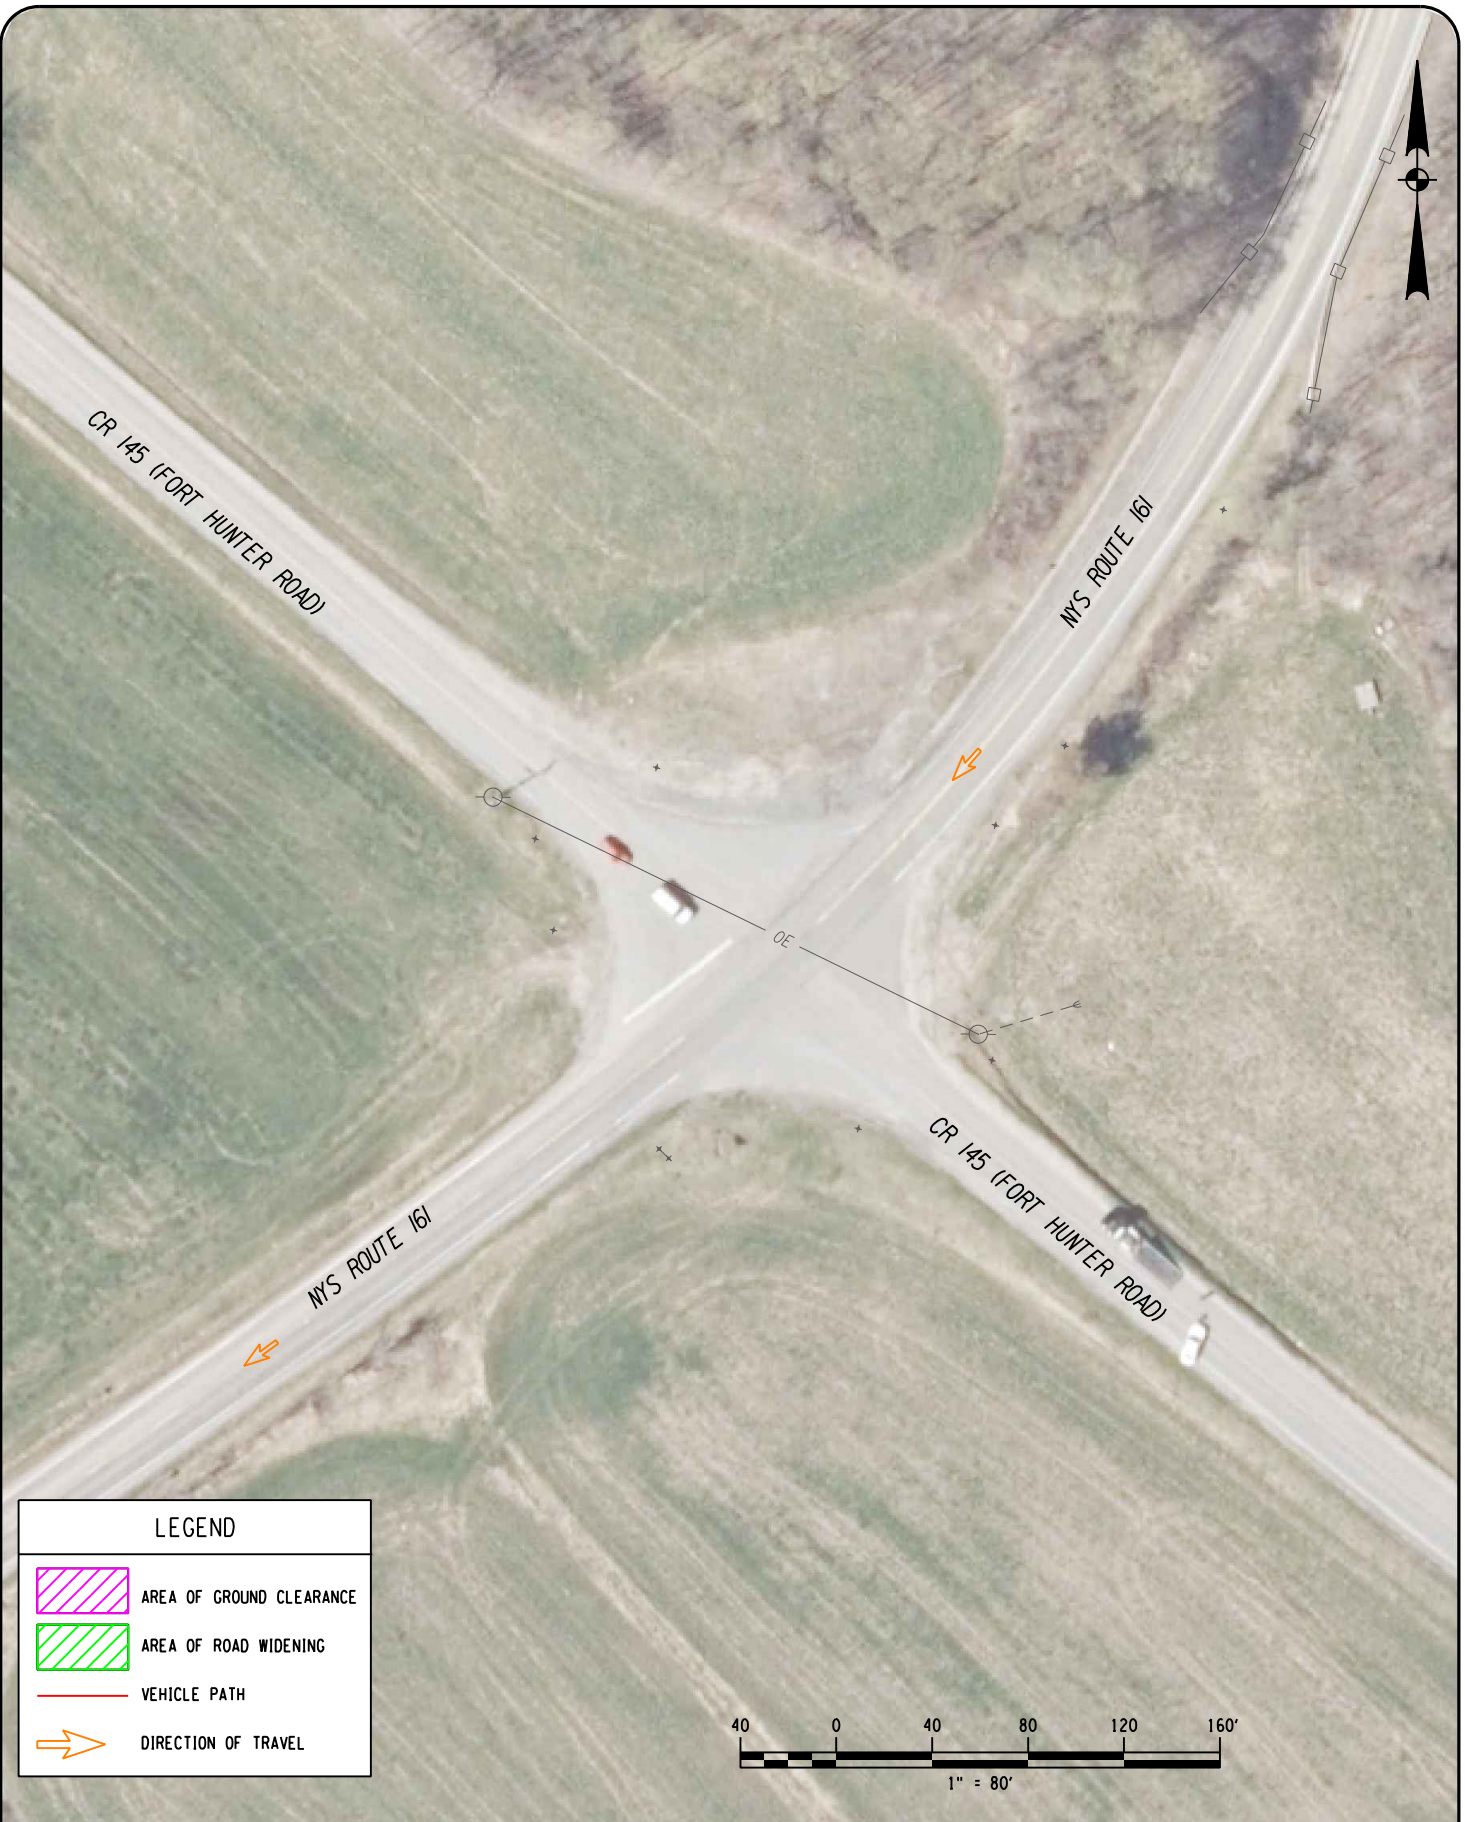 CR 145 (FORT HUNTER ROAD)
NYS ROUTE 161
OE
CR 145 (FORT HUNTER ROAD)
NYS ROUTE 161
LEGEND
AREA OF GROUND CLEARANCE
AREA OF ROAD WIDENING
VEHICLE PATH
DIRECTION OF TRAVEL
40 0 40 80 120 160'
1" = 80'